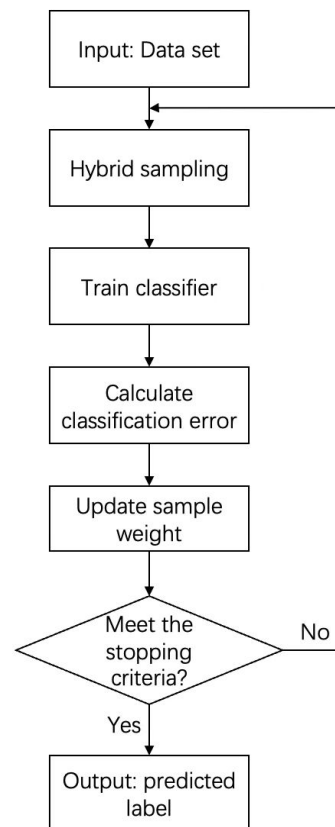 Input: Data set
Hybrid sampling
Train classifier
Calculate
classification error
Update sample
weight
Meet the
stopping
criteria?
No
Yes
Output: predicted
label